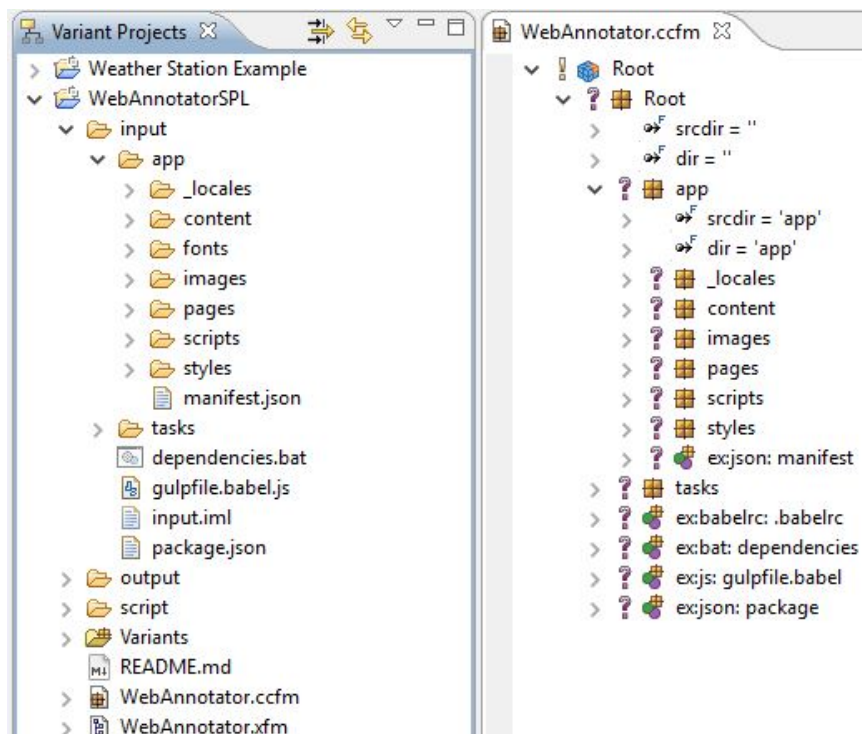 Variant Projects
Weather Station Example
WebAnnotatorSPL
input
app
_locales
content
fonts
images
pages
scripts
styles
manifest.json
tasks
dependencies.bat
gulpfile.babel.js
input.iml
package.json
output
script
Variants
README.md
WebAnnotator.ccfm
WebAnnotator.xfm
WebAnnotator.ccfm
Root
Root
srcdir = ''
dir = ''
app
srcdir = 'app'
dir = 'app'
_locales
content
images
pages
scripts
styles
ex:json: manifest
tasks
ex:babelrc: .babelrc
ex:bat: dependencies
ex:js: gulpfile.babel
ex:json: package